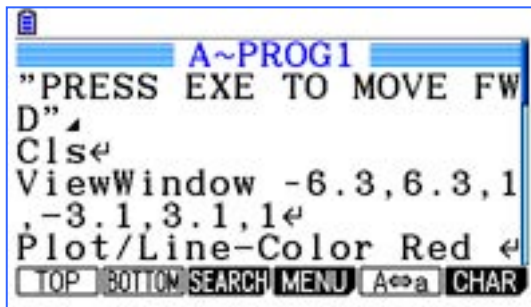 A~PROG1
"PRESS EXE TO MOVE FW
D"◢
Cls↵
ViewWindow -6.3,6.3,1
,-3.1,3.1,1↵
Plot/Line-Color Red ↵
TOP BOTTOM SEARCH MENU A⇔a CHAR